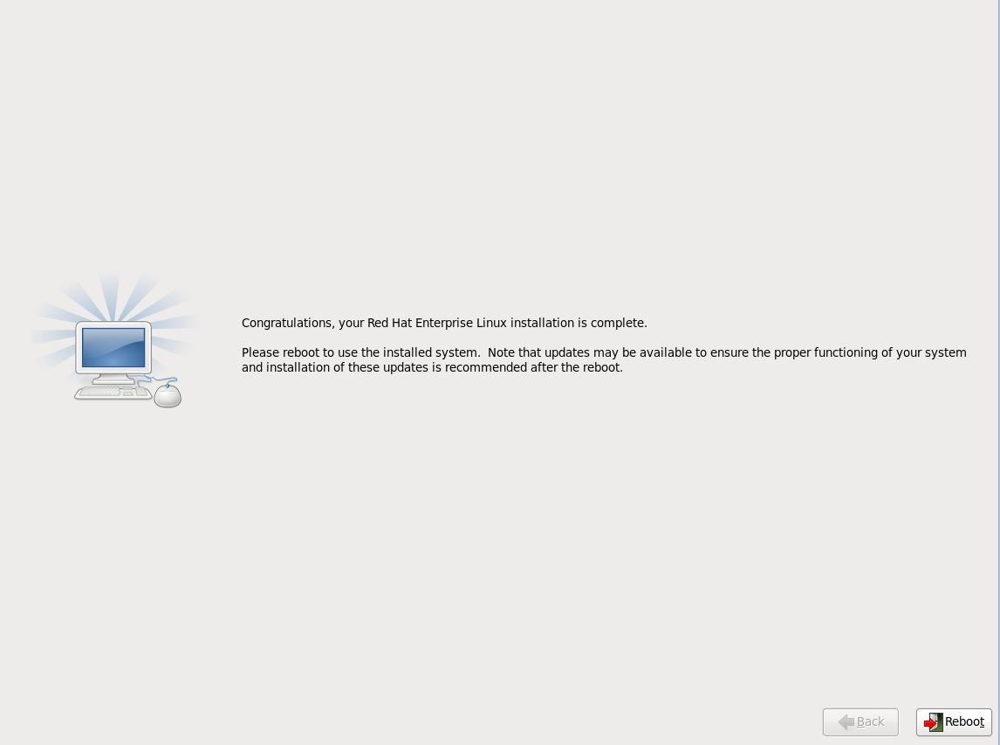 Congratulations, your Red Hat Enterprise Linux installation is complete.
Please reboot to use the installed system.  Note that updates may be available to ensure the proper functioning of your system
and installation of these updates is recommended after the reboot.
Back
Reboot